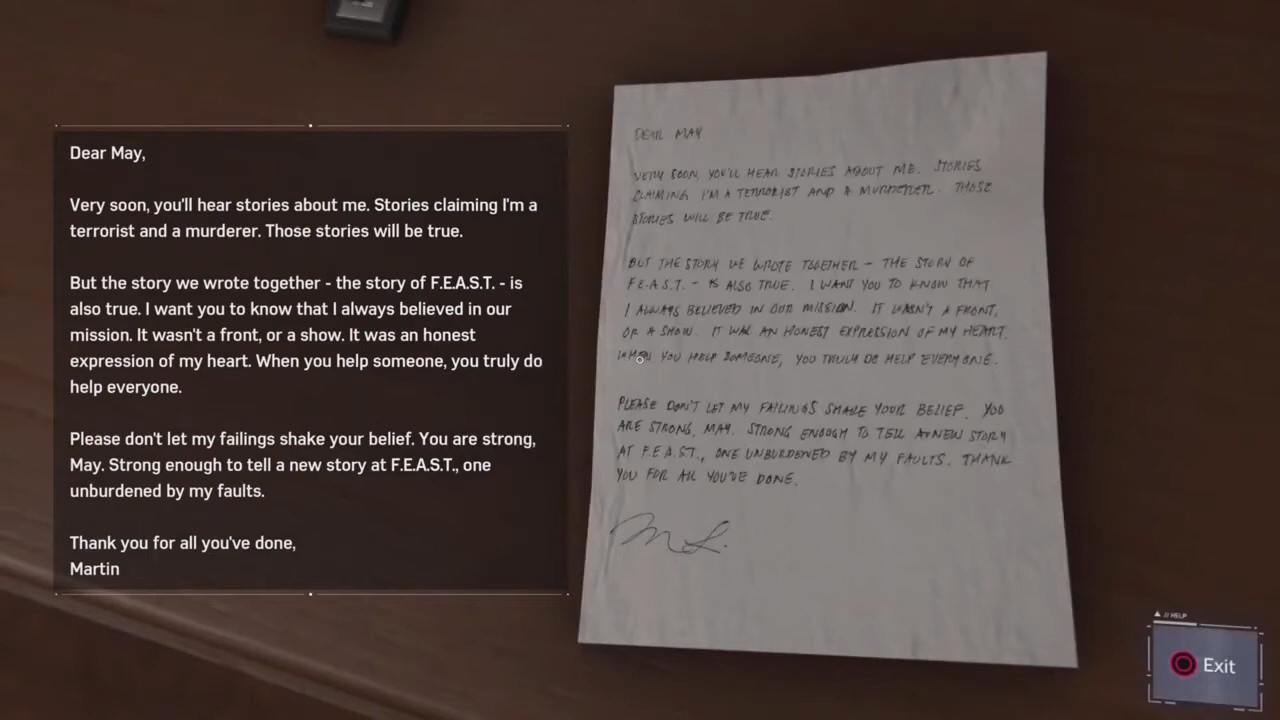 Dear May,
Very soon, you'll hear stories about me. Stories claiming I'm a
terrorist and a murderer. Those stories will be true.
But the story we wrote together - the story of F.E.A.S.T. - is
also true. I want you to know that I always believed in our
mission. It wasn't a front, or a show. It was an honest
expression of my heart. When you help someone, you truly do
help everyone.
Please don't let my failings shake your belief. You are strong,
May. Strong enough to tell a new story at F.E.A.S.T., one
unburdened by my faults.
Thank you for all you've done,
Martin
DEAR MAY
VERY SOON, YOU'LL HEAR STORIES ABOUT ME. STORIES
CLAIMING I'M A TERRORIST AND A MURDERER. THOSE
STORIES WILL BE TRUE.
BUT THE STORY WE WROTE TOGETHER - THE STORY OF
F.E.A.S.T. - IS ALSO TRUE. I WANT YOU TO KNOW THAT
I ALWAYS BELIEVED IN OUR MISSION. IT WASN'T A FRONT,
OR A SHOW. IT WAS AN HONEST EXPRESSION OF MY HEART.
WHEN YOU HELP SOMEONE, YOU TRULY DO HELP EVERYONE.
PLEASE DON'T LET MY FAILINGS SHAKE YOUR BELIEF. YOU
ARE STRONG, MAY. STRONG ENOUGH TO TELL A NEW STORY
AT F.E.A.S.T., ONE UNBURDENED BY MY FAULTS. THANK
YOU FOR ALL YOU'VE DONE.
M L.
// HELP
Exit